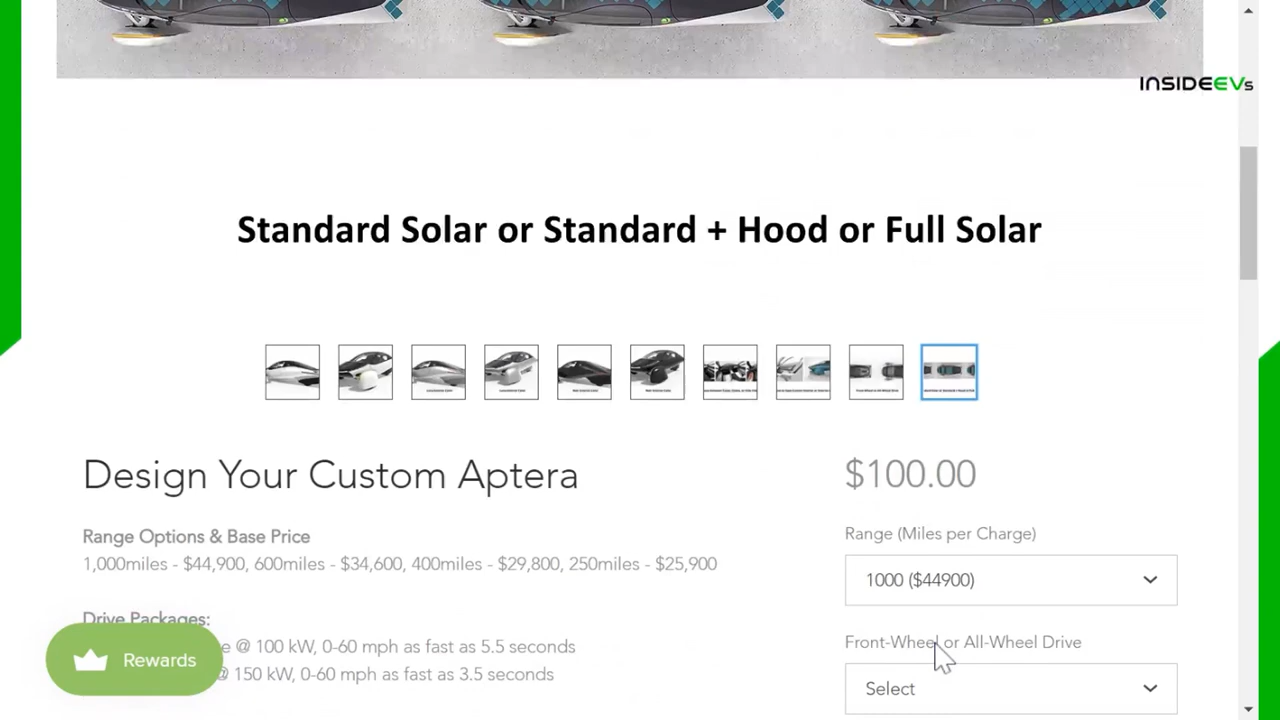 INSIDEEVs
Standard Solar or Standard + Hood or Full Solar
Design Your Custom Aptera
$100.00
Range Options & Base Price
1,000miles - $44,900, 600miles - $34,600, 400miles - $29,800, 250miles - $25,900
Range (Miles per Charge)
1000 ($44900)
Drive Packages:
e @ 100 kW, 0-60 mph as fast as 5.5 seconds
@ 150 kW, 0-60 mph as fast as 3.5 seconds
Rewards
Front-Wheel or All-Wheel Drive
Select